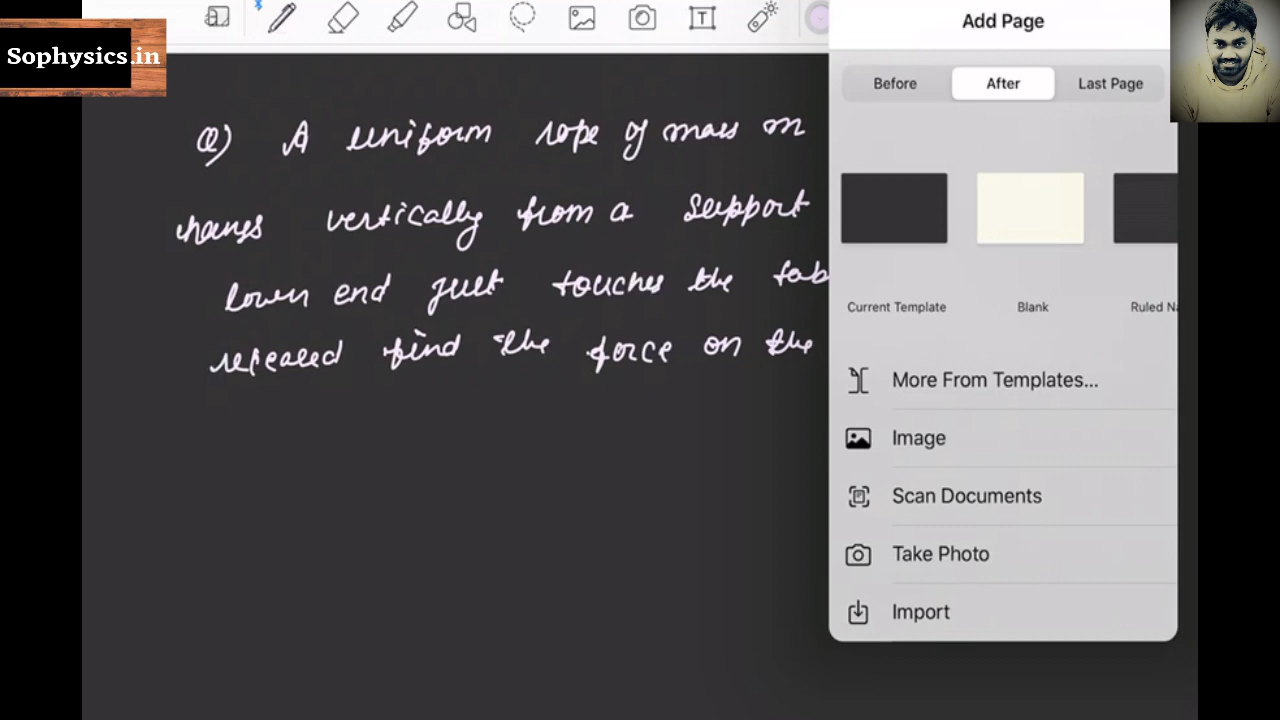 Sophysics.in
Q) A uniform rope of mass m
hangs vertically from a support
lower end just touches the tab
released find the force on the
Add Page
Before After Last Page
Current Template Blank Ruled Na
More From Templates...
Image
Scan Documents
Take Photo
Import
T